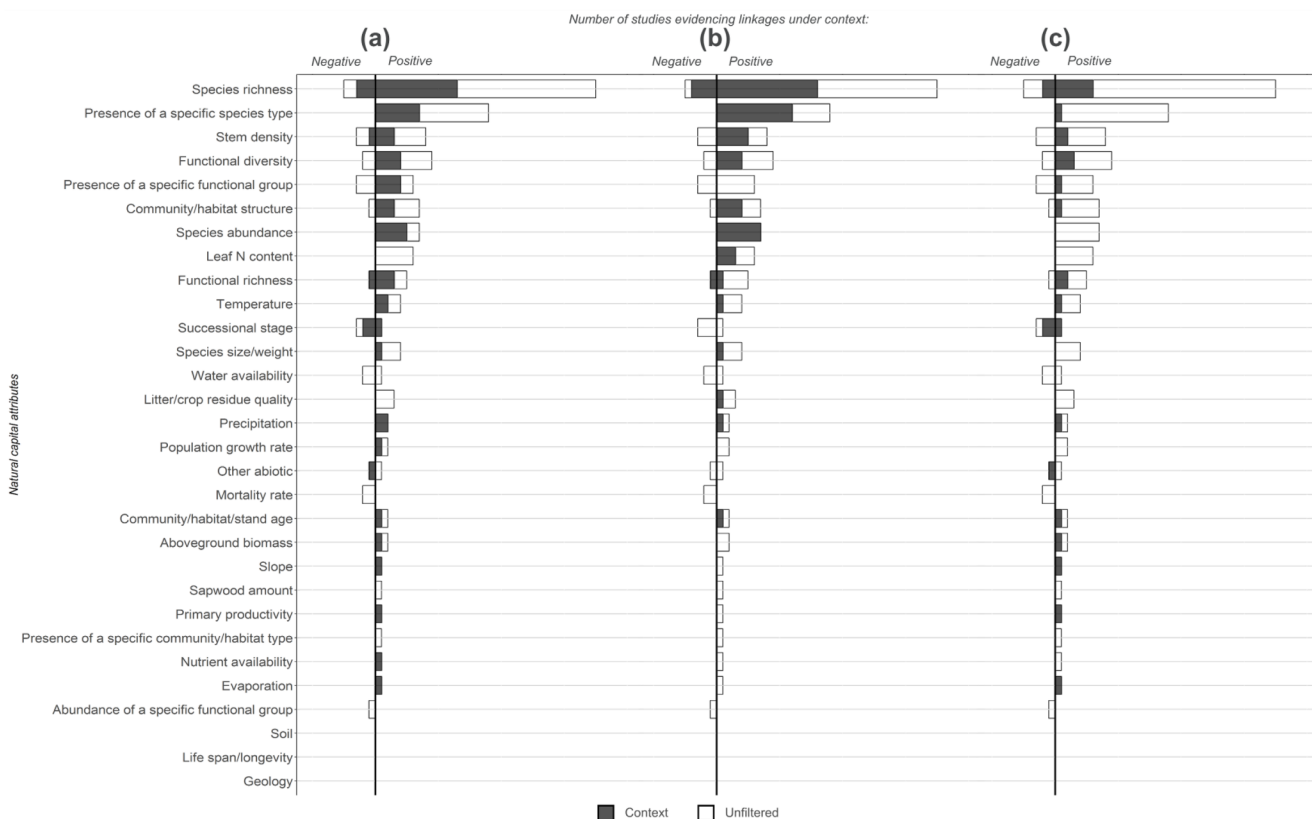 Number of studies evidencing linkages under context:
(a) (b) (c)
Negative Positive Negative Positive Negative Positive
Species richness
Presence of a specific species type
Stem density
Functional diversity
Presence of a specific functional group
Community/habitat structure
Species abundance
Leaf N content
Functional richness
Temperature
Successional stage
Species size/weight
Water availability
Litter/crop residue quality
Precipitation
Population growth rate
Other abiotic
Mortality rate
Community/habitat/stand age
Aboveground biomass
Slope
Sapwood amount
Primary productivity
Presence of a specific community/habitat type
Nutrient availability
Evaporation
Abundance of a specific functional group
Soil
Life span/longevity
Geology
Natural capital attributes
Context Unfiltered